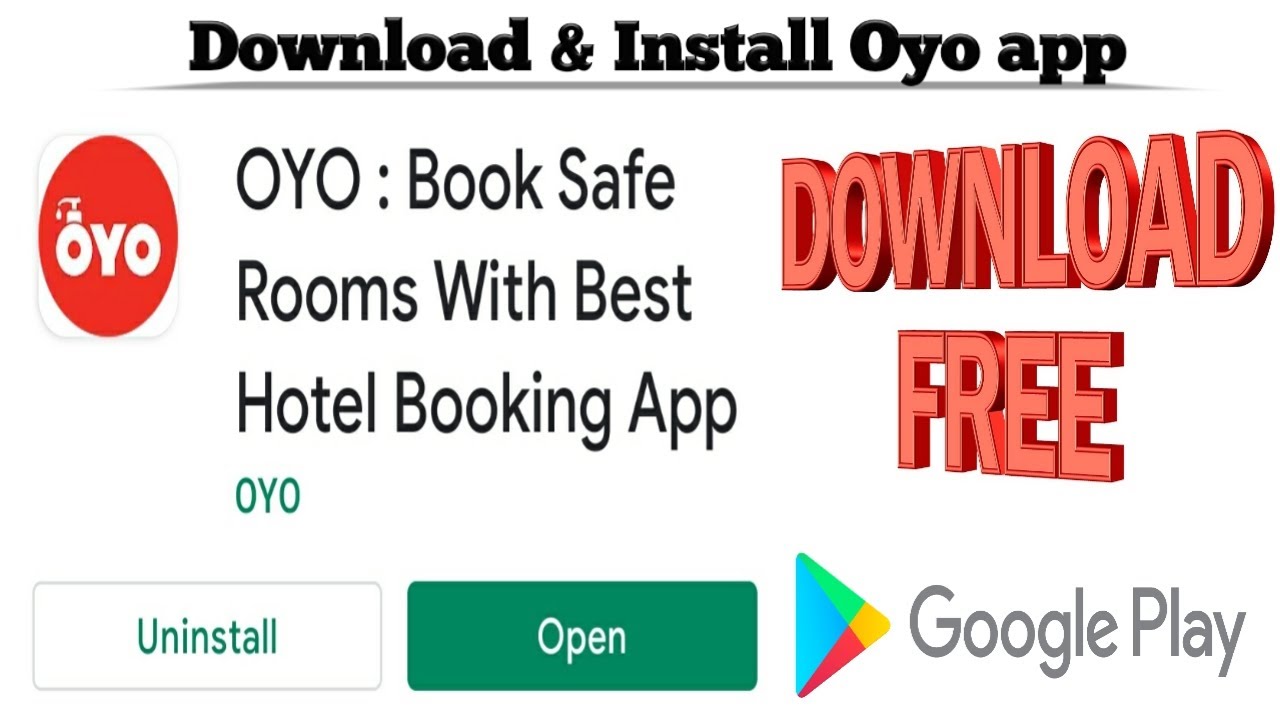 Download & Install Oyo app
OYO
OYO : Book Safe
Rooms With Best
Hotel Booking App
OYO
DOWNLOAD
FREE
Uninstall
Open
Google Play